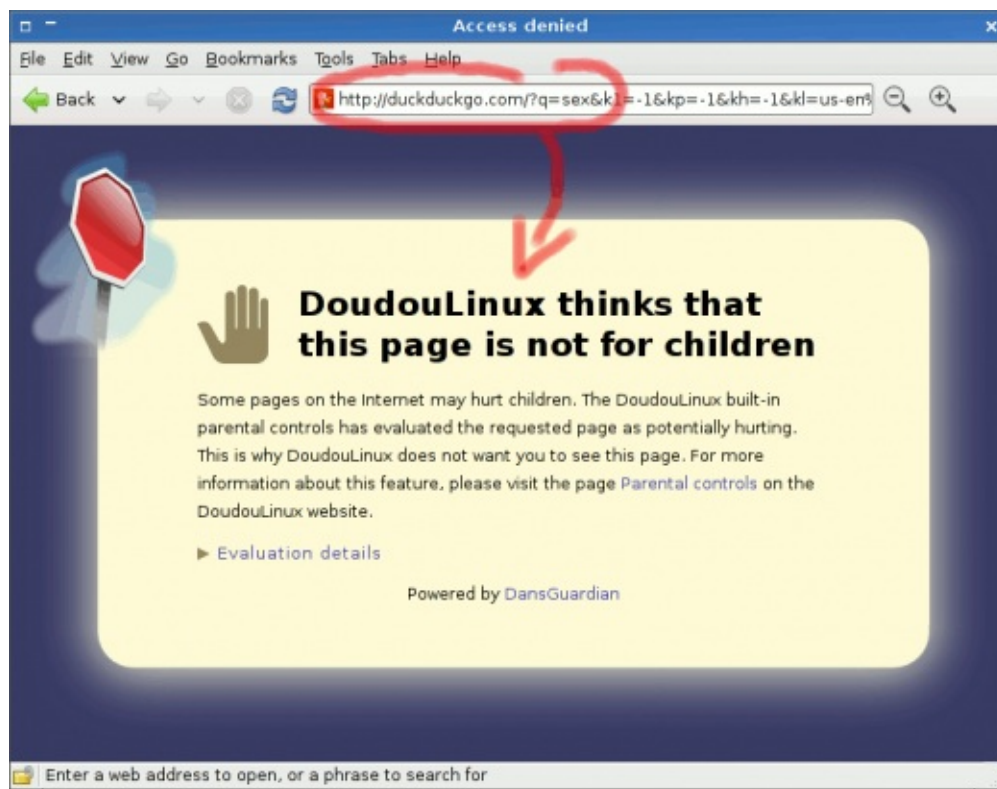 Access denied
File Edit View Go Bookmarks Tools Tabs Help
Back http://duckduckgo.com/?q=sex&k1=-1&kp=-1&kh=-1&kl=us-en%
DoudouLinux thinks that
this page is not for children
Some pages on the Internet may hurt children. The DoudouLinux built-in
parental controls has evaluated the requested page as potentially hurting.
This is why DoudouLinux does not want you to see this page. For more
information about this feature, please visit the page Parental controls on the
DoudouLinux website.
Evaluation details
Powered by DansGuardian
Enter a web address to open, or a phrase to search for